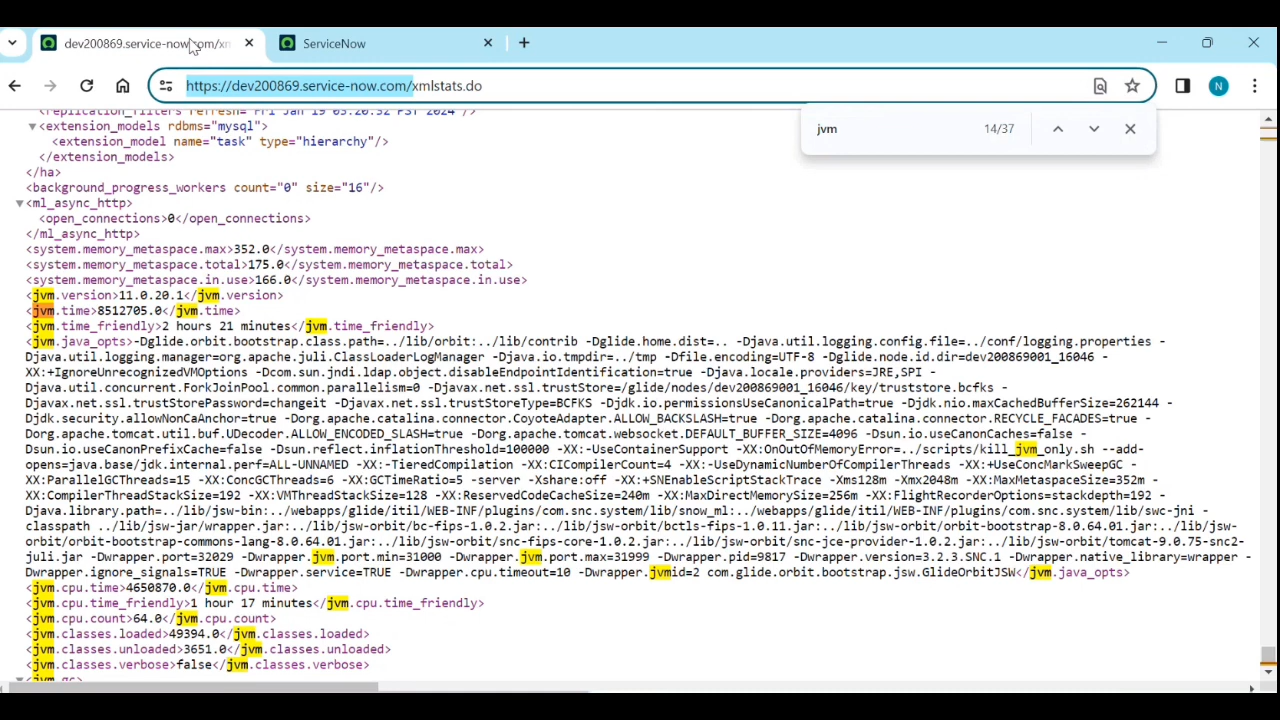 dev200869.service-now.com/xm
ServiceNow
https://dev200869.service-now.com/xmlstats.do
N
jvm
14/37
<replication_filters refresh="Fri Jan 19 03:20:32 PST 2024"/>
▼<extension_models rdbms="mysql">
<extension_model name="task" type="hierarchy"/>
</extension_models>
</ha>
<background_progress_workers count="0" size="16"/>
▼<ml_async_http>
<open_connections>0</open_connections>
</ml_async_http>
<system.memory_metaspace.max>352.0</system.memory_metaspace.max>
<system.memory_metaspace.total>175.0</system.memory_metaspace.total>
<system.memory_metaspace.in.use>166.0</system.memory_metaspace.in.use>
<jvm.version>11.0.20.1</jvm.version>
<jvm.time>8512705.0</jvm.time>
<jvm.time_friendly>2 hours 21 minutes</jvm.time_friendly>
<jvm.java_opts>-Dglide.orbit.bootstrap.class.path=../lib/orbit:../lib/contrib -Dglide.home.dist=.. -Djava.util.logging.config.file=../conf/logging.properties -
Djava.util.logging.manager=org.apache.juli.ClassLoaderLogManager -Djava.io.tmpdir=../tmp -Dfile.encoding=UTF-8 -Dglide.node.id.dir=dev200869001_16046 -
XX:+IgnoreUnrecognizedVMOptions -Dcom.sun.jndi.ldap.object.disableEndpointIdentification=true -Djava.locale.providers=JRE,SPI -
Djava.util.concurrent.ForkJoinPool.common.parallelism=0 -Djavax.net.ssl.trustStore=/glide/nodes/dev200869001_16046/key/truststore.bcfks -
Djavax.net.ssl.trustStorePassword=changeit -Djavax.net.ssl.trustStoreType=BCFKS -Djdk.io.permissionsUseCanonicalPath=true -Djdk.nio.maxCachedBufferSize=262144 -
Djdk.security.allowNonCaAnchor=true -Dorg.apache.catalina.connector.CoyoteAdapter.ALLOW_BACKSLASH=true -Dorg.apache.catalina.connector.RECYCLE_FACADES=true -
Dorg.apache.tomcat.util.buf.UDecoder.ALLOW_ENCODED_SLASH=true -Dorg.apache.tomcat.websocket.DEFAULT_BUFFER_SIZE=4096 -Dsun.io.useCanonCaches=false -
Dsun.io.useCanonPrefixCache=false -Dsun.reflect.inflationThreshold=100000 -XX:-UseContainerSupport -XX:OnOutOfMemoryError=../scripts/kill_jvm_only.sh --add-
opens=java.base/jdk.internal.perf=ALL-UNNAMED -XX:-TieredCompilation -XX:CICompilerCount=4 -XX:-UseDynamicNumberOfCompilerThreads -XX:+UseConcMarkSweepGC -
XX:ParallelGCThreads=15 -XX:ConcGCThreads=6 -XX:GCTimeRatio=5 -server -Xshare:off -XX:+SNEnableScriptStackTrace -Xms128m -Xmx2048m -XX:MaxMetaspaceSize=352m -
XX:CompilerThreadStackSize=192 -XX:VMThreadStackSize=128 -XX:ReservedCodeCacheSize=240m -XX:MaxDirectMemorySize=256m -XX:FlightRecorderOptions=stackdepth=192 -
Djava.library.path=../lib/jsw-bin:../webapps/glide/itil/WEB-INF/plugins/com.snc.system/lib/snow_ml:../webapps/glide/itil/WEB-INF/plugins/com.snc.system/lib/swc-jni -
classpath ../lib/jsw-jar/wrapper.jar:../lib/jsw-orbit/bc-fips-1.0.2.jar:../lib/jsw-orbit/bctls-fips-1.0.11.jar:../lib/jsw-orbit/orbit-bootstrap-8.0.64.01.jar:../lib/jsw-
orbit/orbit-bootstrap-commons-lang-8.0.64.01.jar:../lib/jsw-orbit/snc-fips-core-1.0.2.jar:../lib/jsw-orbit/snc-jce-provider-1.0.2.jar:../lib/jsw-orbit/tomcat-9.0.75-snc2-
juli.jar -Dwrapper.port=32029 -Dwrapper.jvm.port.min=31000 -Dwrapper.jvm.port.max=31999 -Dwrapper.pid=9817 -Dwrapper.version=3.2.3.SNC.1 -Dwrapper.native_library=wrapper -
Dwrapper.ignore_signals=TRUE -Dwrapper.service=TRUE -Dwrapper.cpu.timeout=10 -Dwrapper.jvmid=2 com.glide.orbit.bootstrap.jsw.GlideOrbitJSW</jvm.java_opts>
<jvm.cpu.time>4650870.0</jvm.cpu.time>
<jvm.cpu.time_friendly>1 hour 17 minutes</jvm.cpu.time_friendly>
<jvm.cpu.count>64.0</jvm.cpu.count>
<jvm.classes.loaded>49394.0</jvm.classes.loaded>
<jvm.classes.unloaded>3651.0</jvm.classes.unloaded>
<jvm.classes.verbose>false</jvm.classes.verbose>
▼<jvm.gc>